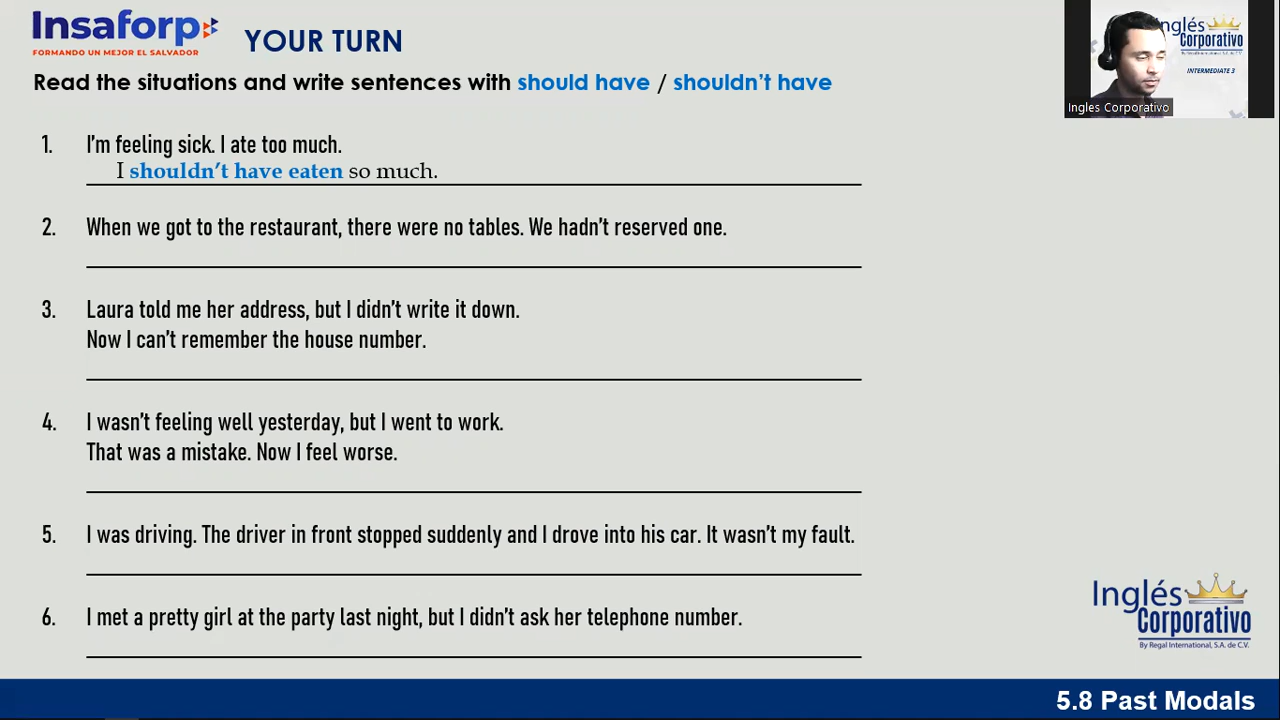 Insaforp
FORMANDO UN MEJOR EL SALVADOR
YOUR TURN
Read the situations and write sentences with should have / shouldn't have
Inglés
Corporativo
By Regal International, S.A. de C.V.
INTERMEDIATE 3
Ingles Corporativo
1. I'm feeling sick. I ate too much.
I shouldn't have eaten so much.
2. When we got to the restaurant, there were no tables. We hadn't reserved one.
3. Laura told me her address, but I didn't write it down.
Now I can't remember the house number.
4. I wasn't feeling well yesterday, but I went to work.
That was a mistake. Now I feel worse.
5. I was driving. The driver in front stopped suddenly and I drove into his car. It wasn't my fault.
6. I met a pretty girl at the party last night, but I didn't ask her telephone number.
Inglés
Corporativo
By Regal International, S.A. de C.V.
5.8 Past Modals